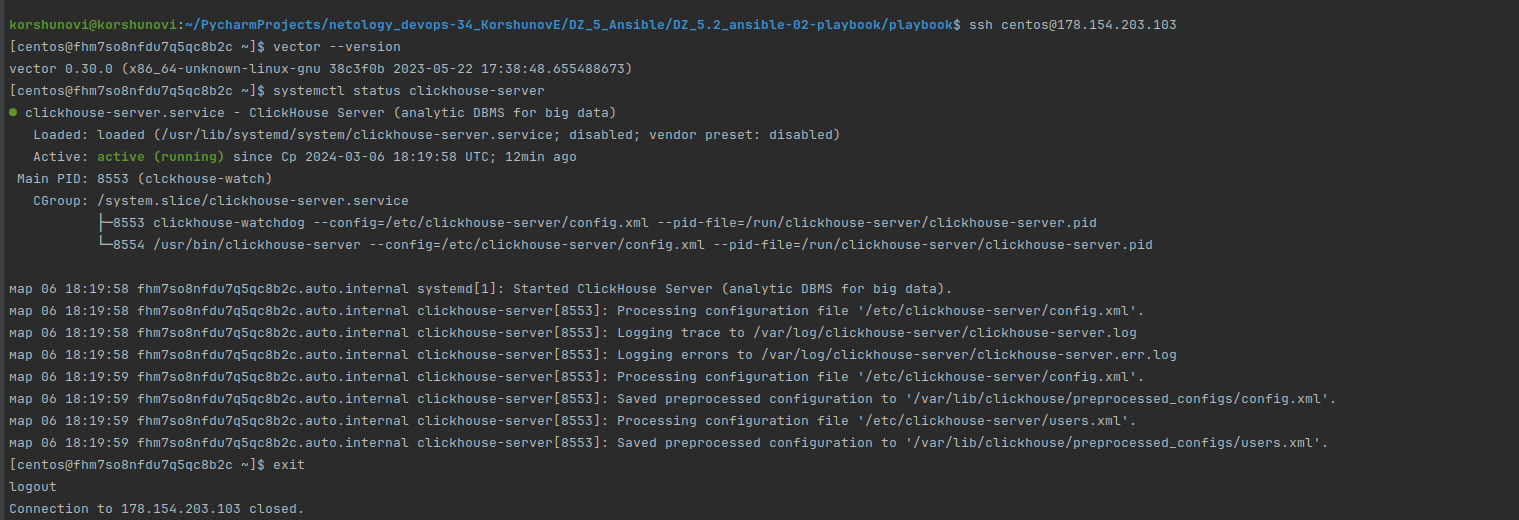 korshunovi@korshunovi:~/PycharmProjects/netology_devops-34_KorshunovE/DZ_5_Ansible/DZ_5.2_ansible-02-playbook/playbook$ ssh centos@178.154.203.103
[centos@fhm7so8nfdu7q5qc8b2c ~]$ vector --version
vector 0.30.0 (x86_64-unknown-linux-gnu 38c3f0b 2023-05-22 17:38:48.655488673)
[centos@fhm7so8nfdu7q5qc8b2c ~]$ systemctl status clickhouse-server
● clickhouse-server.service - ClickHouse Server (analytic DBMS for big data)
   Loaded: loaded (/usr/lib/systemd/system/clickhouse-server.service; disabled; vendor preset: disabled)
   Active: active (running) since Ср 2024-03-06 18:19:58 UTC; 12min ago
 Main PID: 8553 (clckhouse-watch)
   CGroup: /system.slice/clickhouse-server.service
           ├─8553 clickhouse-watchdog --config=/etc/clickhouse-server/config.xml --pid-file=/run/clickhouse-server/clickhouse-server.pid
           └─8554 /usr/bin/clickhouse-server --config=/etc/clickhouse-server/config.xml --pid-file=/run/clickhouse-server/clickhouse-server.pid
мар 06 18:19:58 fhm7so8nfdu7q5qc8b2c.auto.internal systemd[1]: Started ClickHouse Server (analytic DBMS for big data).
мар 06 18:19:58 fhm7so8nfdu7q5qc8b2c.auto.internal clickhouse-server[8553]: Processing configuration file '/etc/clickhouse-server/config.xml'.
мар 06 18:19:58 fhm7so8nfdu7q5qc8b2c.auto.internal clickhouse-server[8553]: Logging trace to /var/log/clickhouse-server/clickhouse-server.log
мар 06 18:19:58 fhm7so8nfdu7q5qc8b2c.auto.internal clickhouse-server[8553]: Logging errors to /var/log/clickhouse-server/clickhouse-server.err.log
мар 06 18:19:59 fhm7so8nfdu7q5qc8b2c.auto.internal clickhouse-server[8553]: Processing configuration file '/etc/clickhouse-server/config.xml'.
мар 06 18:19:59 fhm7so8nfdu7q5qc8b2c.auto.internal clickhouse-server[8553]: Saved preprocessed configuration to '/var/lib/clickhouse/preprocessed_configs/config.xml'.
мар 06 18:19:59 fhm7so8nfdu7q5qc8b2c.auto.internal clickhouse-server[8553]: Processing configuration file '/etc/clickhouse-server/users.xml'.
мар 06 18:19:59 fhm7so8nfdu7q5qc8b2c.auto.internal clickhouse-server[8553]: Saved preprocessed configuration to '/var/lib/clickhouse/preprocessed_configs/users.xml'.
[centos@fhm7so8nfdu7q5qc8b2c ~]$ exit
logout
Connection to 178.154.203.103 closed.